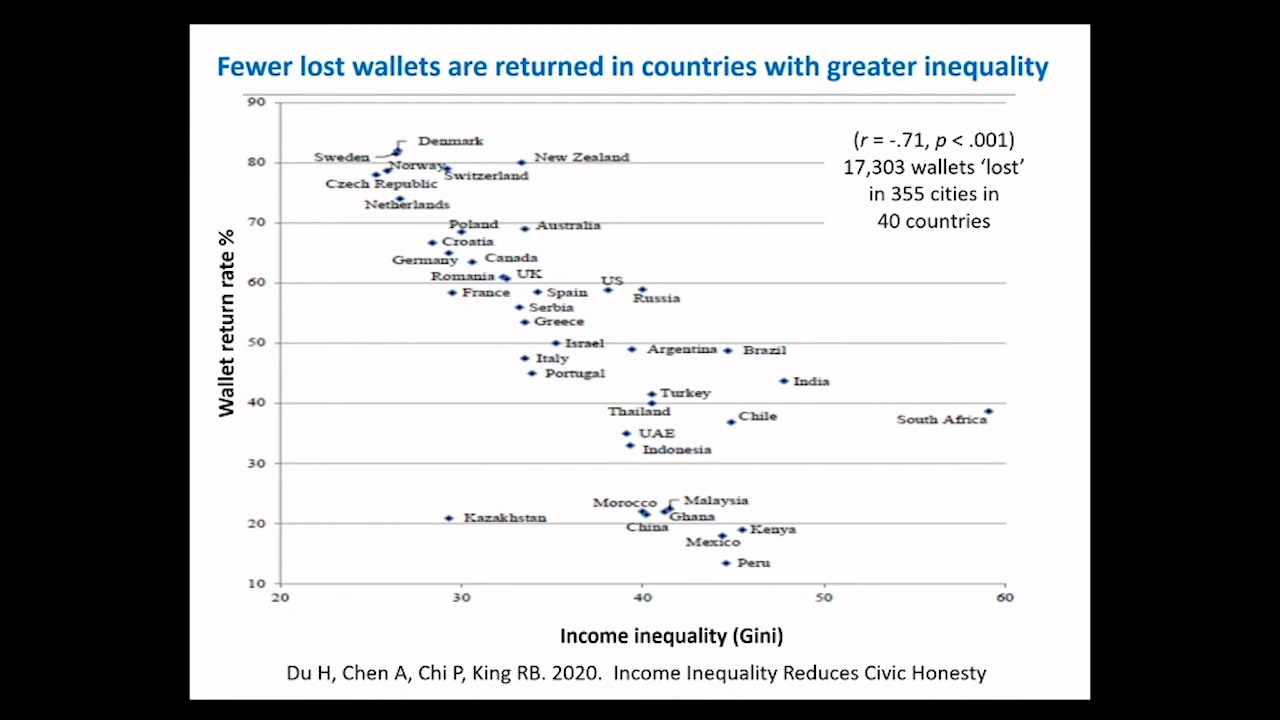 Fewer lost wallets are returned in countries with greater inequality
90
80
70
60
50
40
30
20
10
20
30
40
50
60
Wallet return rate %
Income inequality (Gini)
(r = -.71, p < .001)
17,303 wallets ‘lost’
in 355 cities in
40 countries
Denmark
Sweden
Norway
New Zealand
Switzerland
Czech Republic
Netherlands
Poland
Australia
Croatia
Germany
Canada
Romania
UK
US
France
Spain
Russia
Serbia
Greece
Israel
Argentina
Brazil
Italy
Portugal
India
Turkey
Thailand
Chile
South Africa
UAE
Indonesia
Morocco
Malaysia
Kazakhstan
Ghana
China
Kenya
Mexico
Peru
Du H, Chen A, Chi P, King RB. 2020. Income Inequality Reduces Civic Honesty